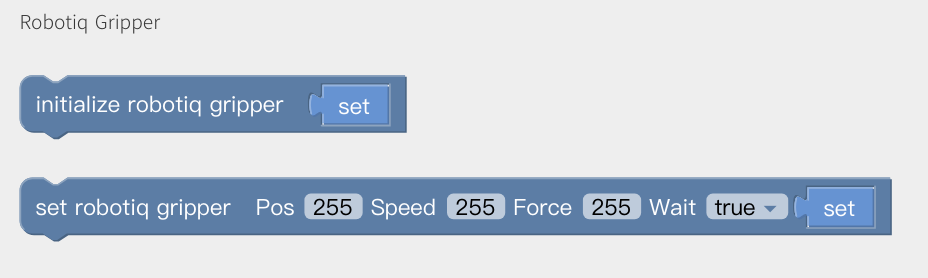 Robotiq Gripper
initialize robotiq gripper set
set robotiq gripper Pos 255 Speed 255 Force 255 Wait true set